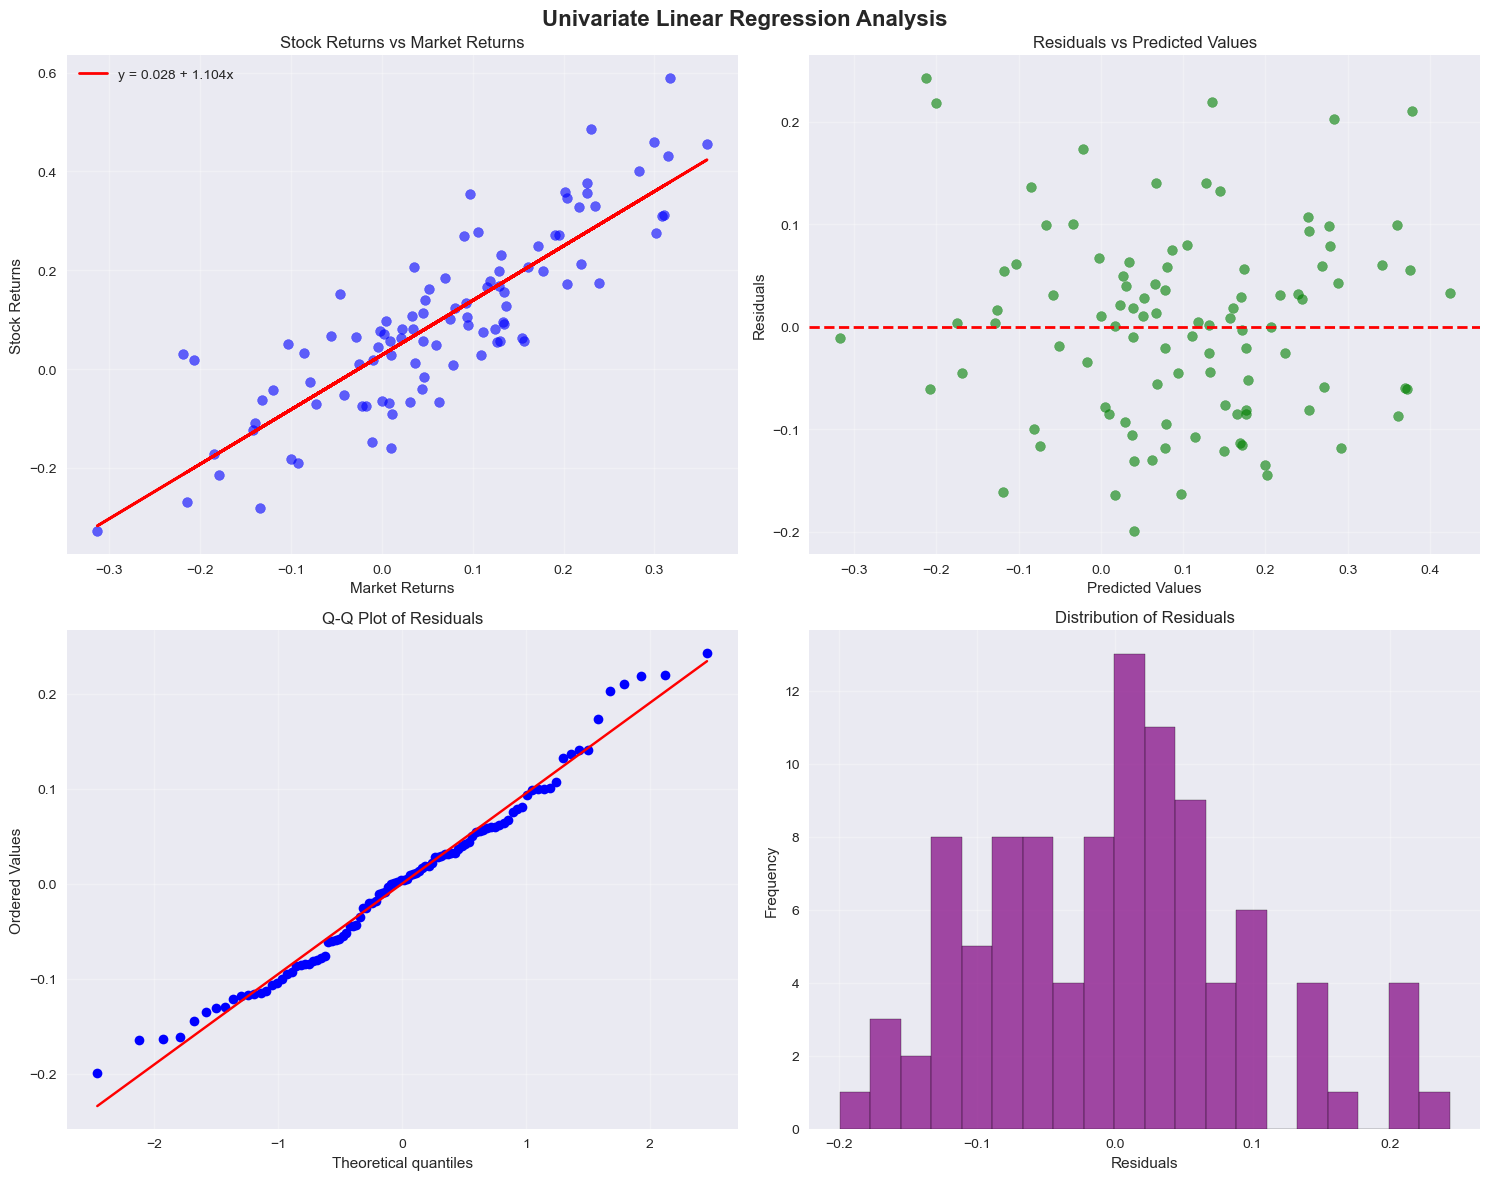 Univariate Linear Regression Analysis
Stock Returns vs Market Returns
y = 0.028 + 1.104x
0.6
0.4
0.2
0.0
−0.2
Stock Returns
−0.3 −0.2 −0.1 0.0 0.1 0.2 0.3
Market Returns
Residuals vs Predicted Values
0.2
0.1
0.0
−0.1
−0.2
Residuals
−0.3 −0.2 −0.1 0.0 0.1 0.2 0.3 0.4
Predicted Values
Q-Q Plot of Residuals
0.2
0.1
0.0
−0.1
−0.2
Ordered Values
−2 −1 0 1 2
Theoretical quantiles
Distribution of Residuals
12
10
8
6
4
2
0
Frequency
−0.2 −0.1 0.0 0.1 0.2
Residuals